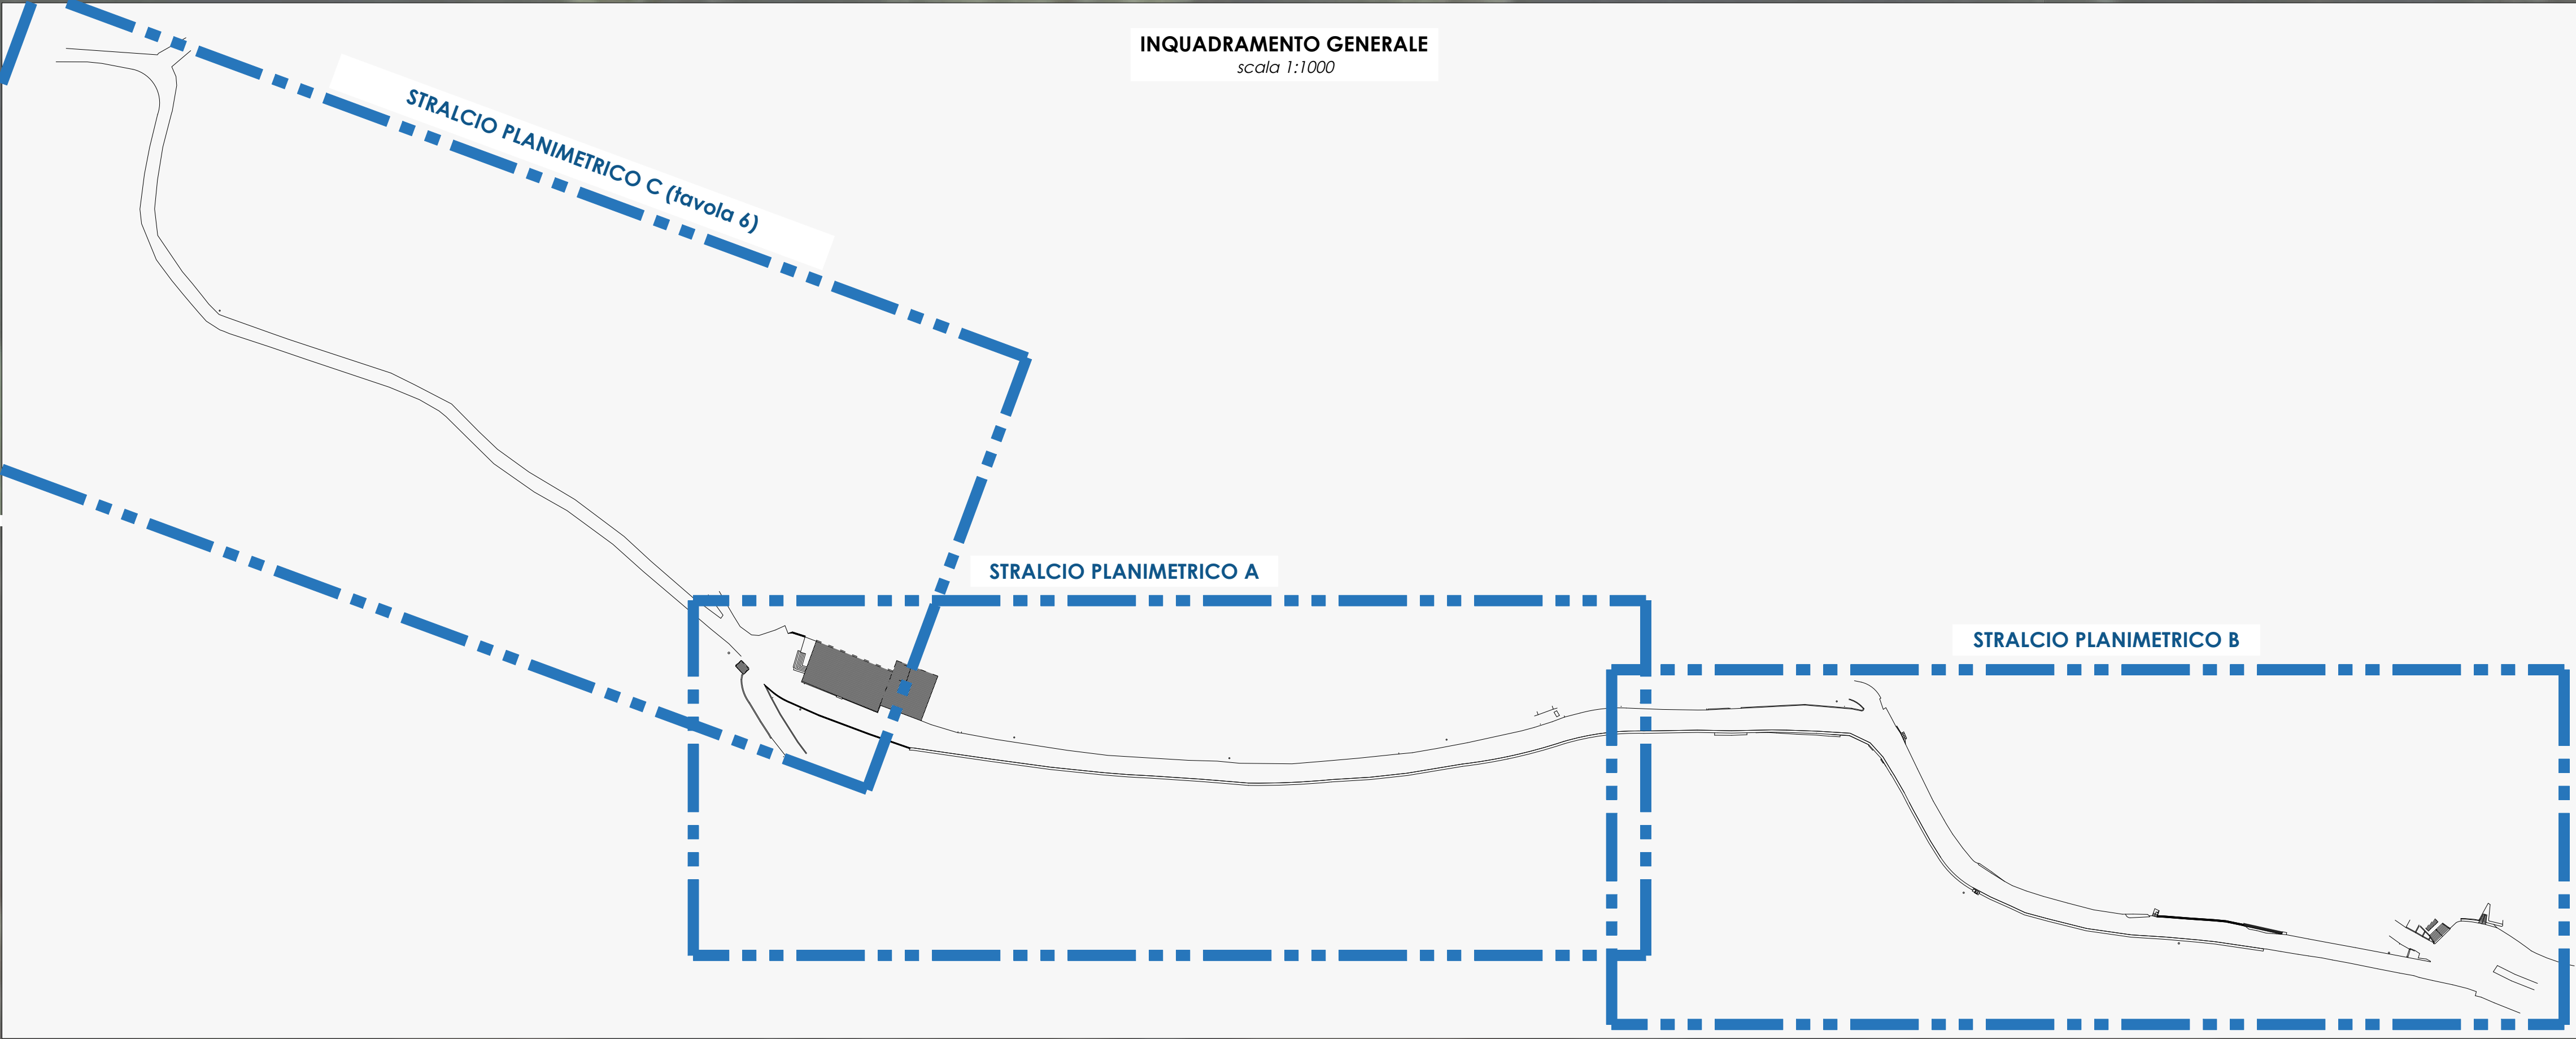 INQUADRAMENTO GENERALE
scala 1:1000
STRALCIO PLANIMETRICO C (tavola 6)
STRALCIO PLANIMETRICO A
STRALCIO PLANIMETRICO B